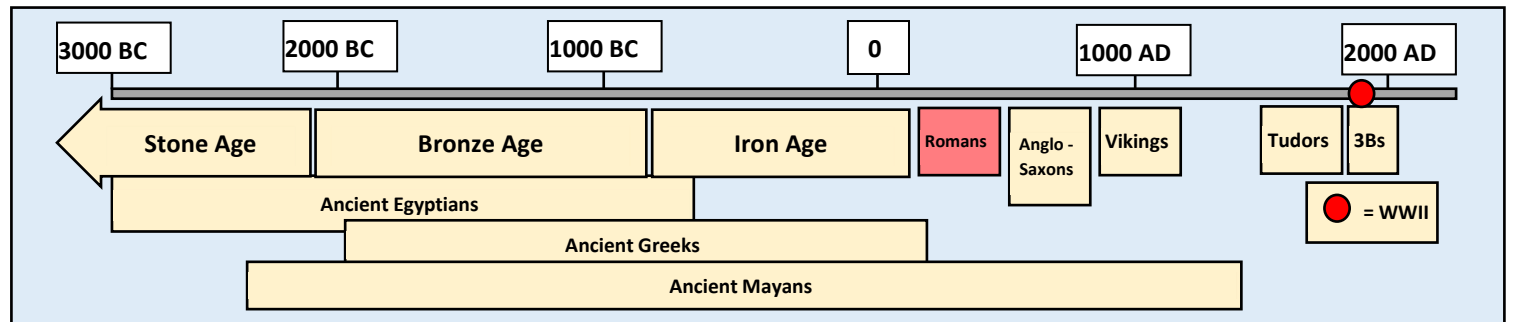 3000 BC
2000 BC
1000 BC
0
1000 AD
2000 AD
Stone Age
Bronze Age
Iron Age
Romans
Anglo -
Saxons
Vikings
Tudors
3Bs
= WWII
Ancient Egyptians
Ancient Greeks
Ancient Mayans